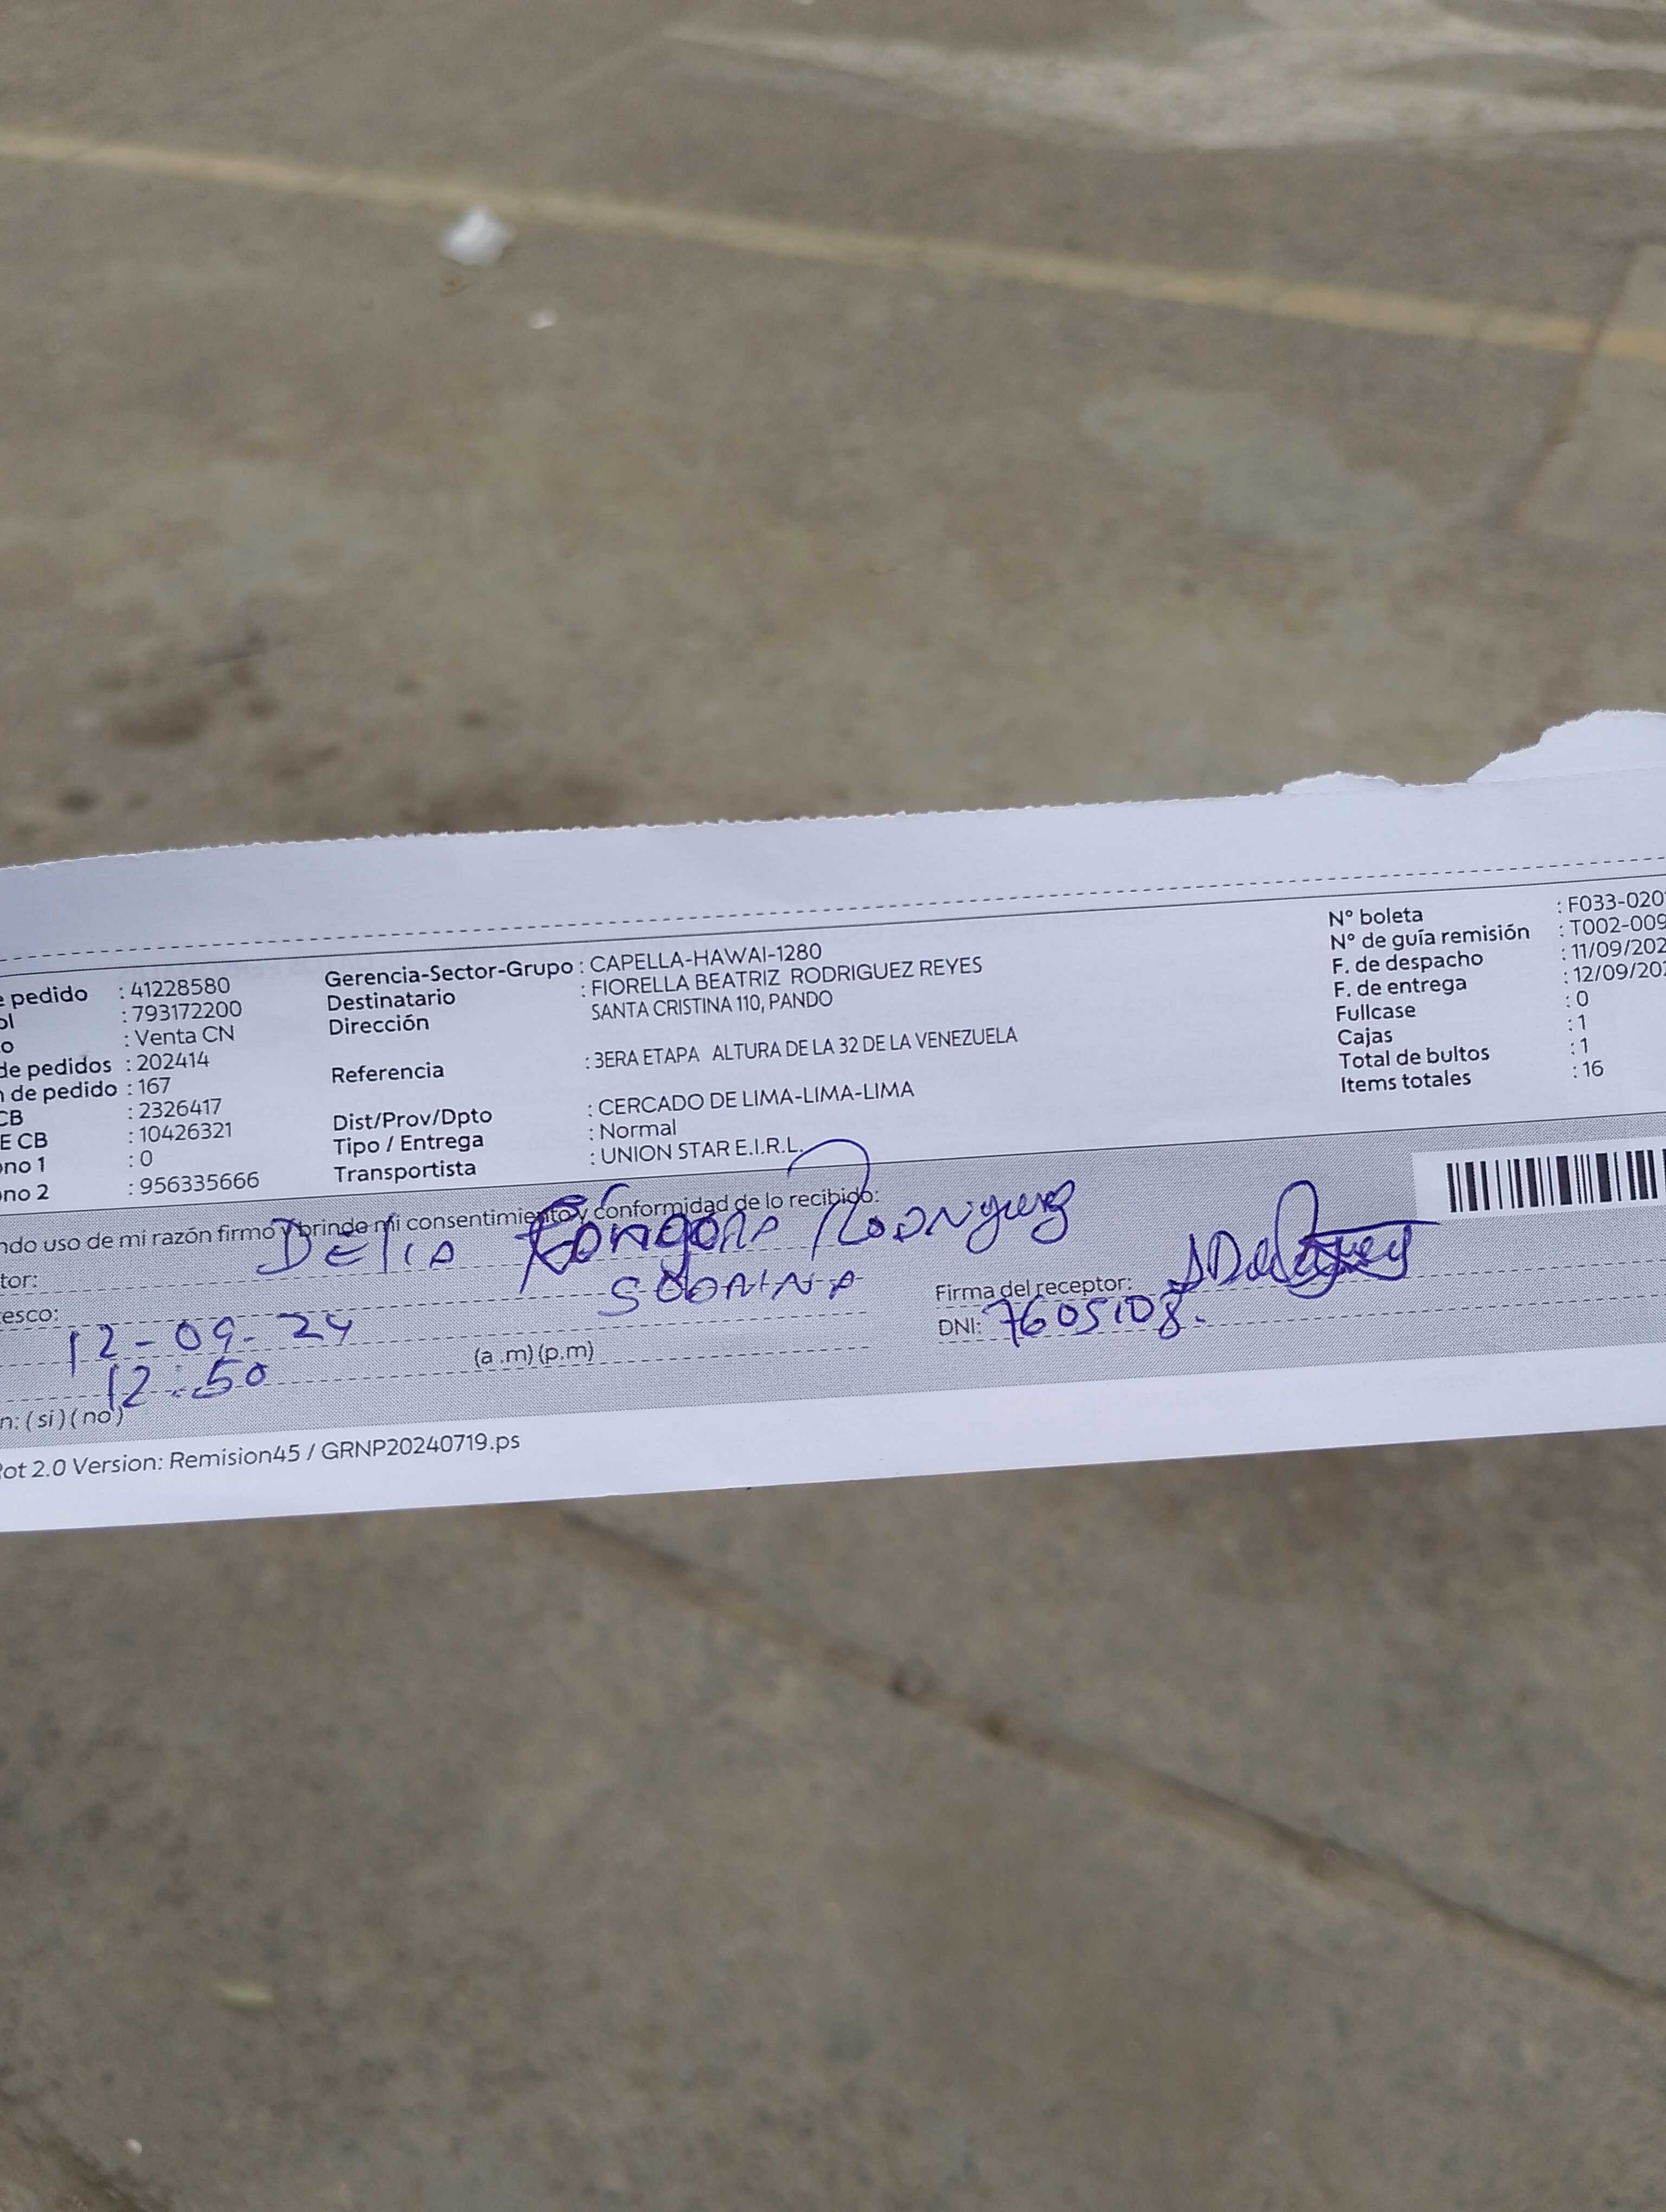 e pedido : 41228580
ol : 793172200
o : Venta CN
de pedidos : 202414
n de pedido : 167
CB : 2326417
E CB : 10426321
ono 1 : 0
ono 2 : 956335666
Gerencia-Sector-Grupo : CAPELLA-HAWAI-1280
Destinatario : FIORELLA BEATRIZ RODRIGUEZ REYES
Dirección SANTA CRISTINA 110, PANDO
Referencia : 3ERA ETAPA ALTURA DE LA 32 DE LA VENEZUELA
Dist/Prov/Dpto : CERCADO DE LIMA-LIMA-LIMA
Tipo / Entrega : Normal
Transportista : UNION STAR E.I.R.L.
N° boleta : F033-020
N° de guía remisión : T002-009
F. de despacho : 11/09/202
F. de entrega : 12/09/202
Fullcase : 0
Cajas : 1
Total de bultos : 1
Items totales : 16
ndo uso de mi razón firmo y brindo mi consentimiento y conformidad de lo recibido:
tor: Delia Rodriguez
esco: SOBRINA
12-09-24
12:50 (a .m) (p.m)
n: (si) (no)
Firma del receptor:
DNI: 7605108.
Rot 2.0 Version: Remision45 / GRNP20240719.ps